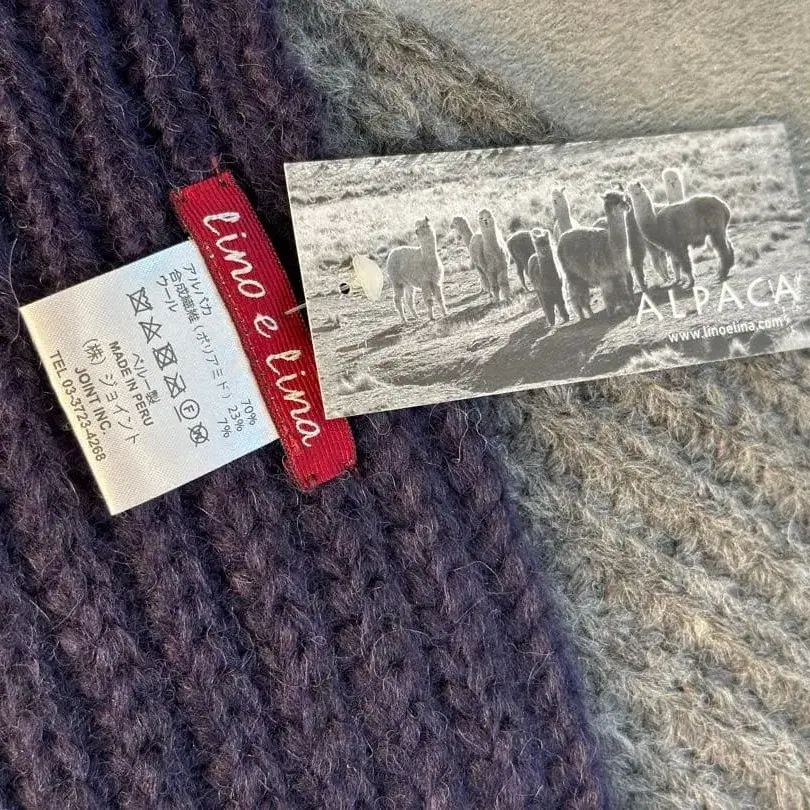 lino e lina
アルパカ 70%
合成繊維(ポリアミド) 23%
ウール 7%
ペルー製
MADE IN PERU
(株)ジョイント
JOINT INC.
TEL 03-3723-4268
ALPACA
www.linoelina.com